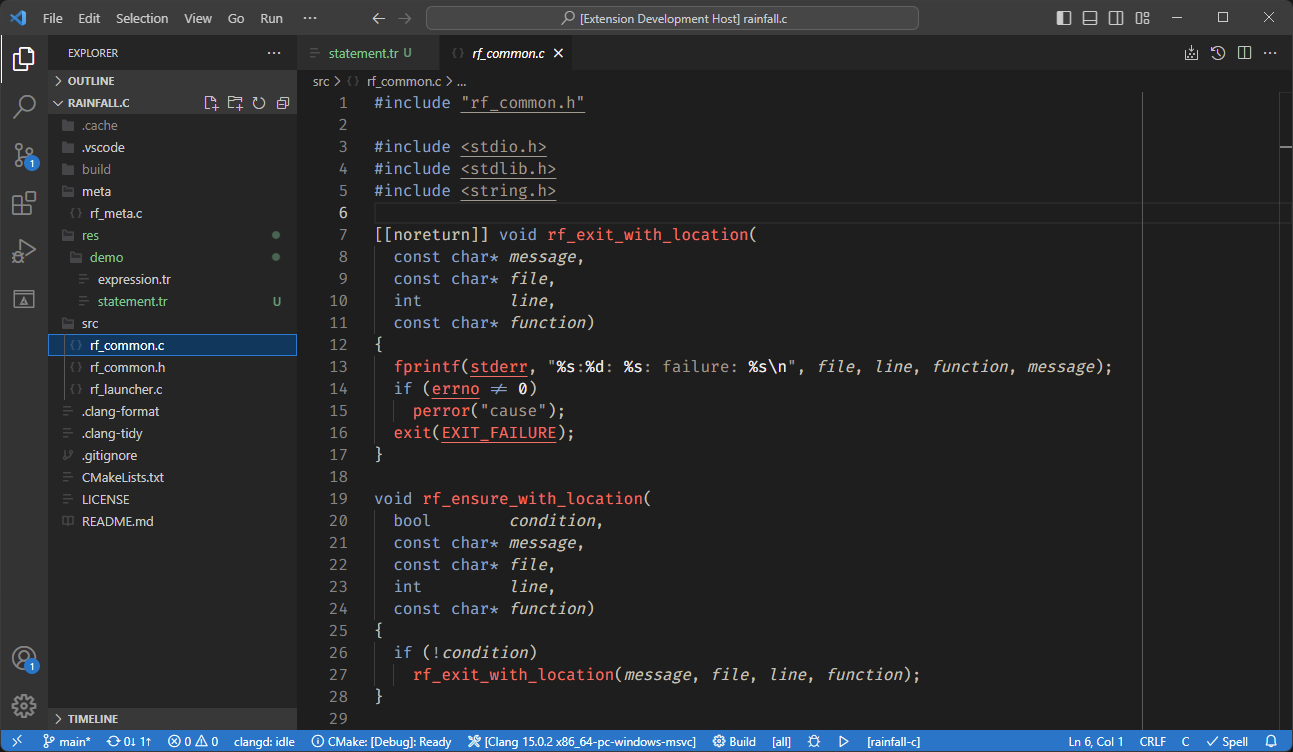 File Edit Selection View Go Run ··· [Extension Development Host] rainfall.c
EXPLORER ···
OUTLINE
RAINFALL.C
.cache
.vscode
build
meta
{} rf_meta.c
res
demo
expression.tr
statement.tr U
src
{} rf_common.c
{} rf_common.h
{} rf_launcher.c
.clang-format
.clang-tidy
.gitignore
CMakeLists.txt
LICENSE
README.md
TIMELINE
1
1
statement.tr U {} rf_common.c
src > {} rf_common.c > ...
1 #include "rf_common.h"
2
3 #include <stdio.h>
4 #include <stdlib.h>
5 #include <string.h>
6
7 [[noreturn]] void rf_exit_with_location(
8 const char* message,
9 const char* file,
10 int line,
11 const char* function)
12 {
13 fprintf(stderr, "%s:%d: %s: failure: %s\n", file, line, function, message);
14 if (errno ≠ 0)
15 perror("cause");
16 exit(EXIT_FAILURE);
17 }
18
19 void rf_ensure_with_location(
20 bool condition,
21 const char* message,
22 const char* file,
23 int line,
24 const char* function)
25 {
26 if (!condition)
27 rf_exit_with_location(message, file, line, function);
28 }
29
main* 0↓ 1↑ 0 0 clangd: idle CMake: [Debug]: Ready [Clang 15.0.2 x86_64-pc-windows-msvc] Build [all] [rainfall-c] Ln 6, Col 1 CRLF C Spell